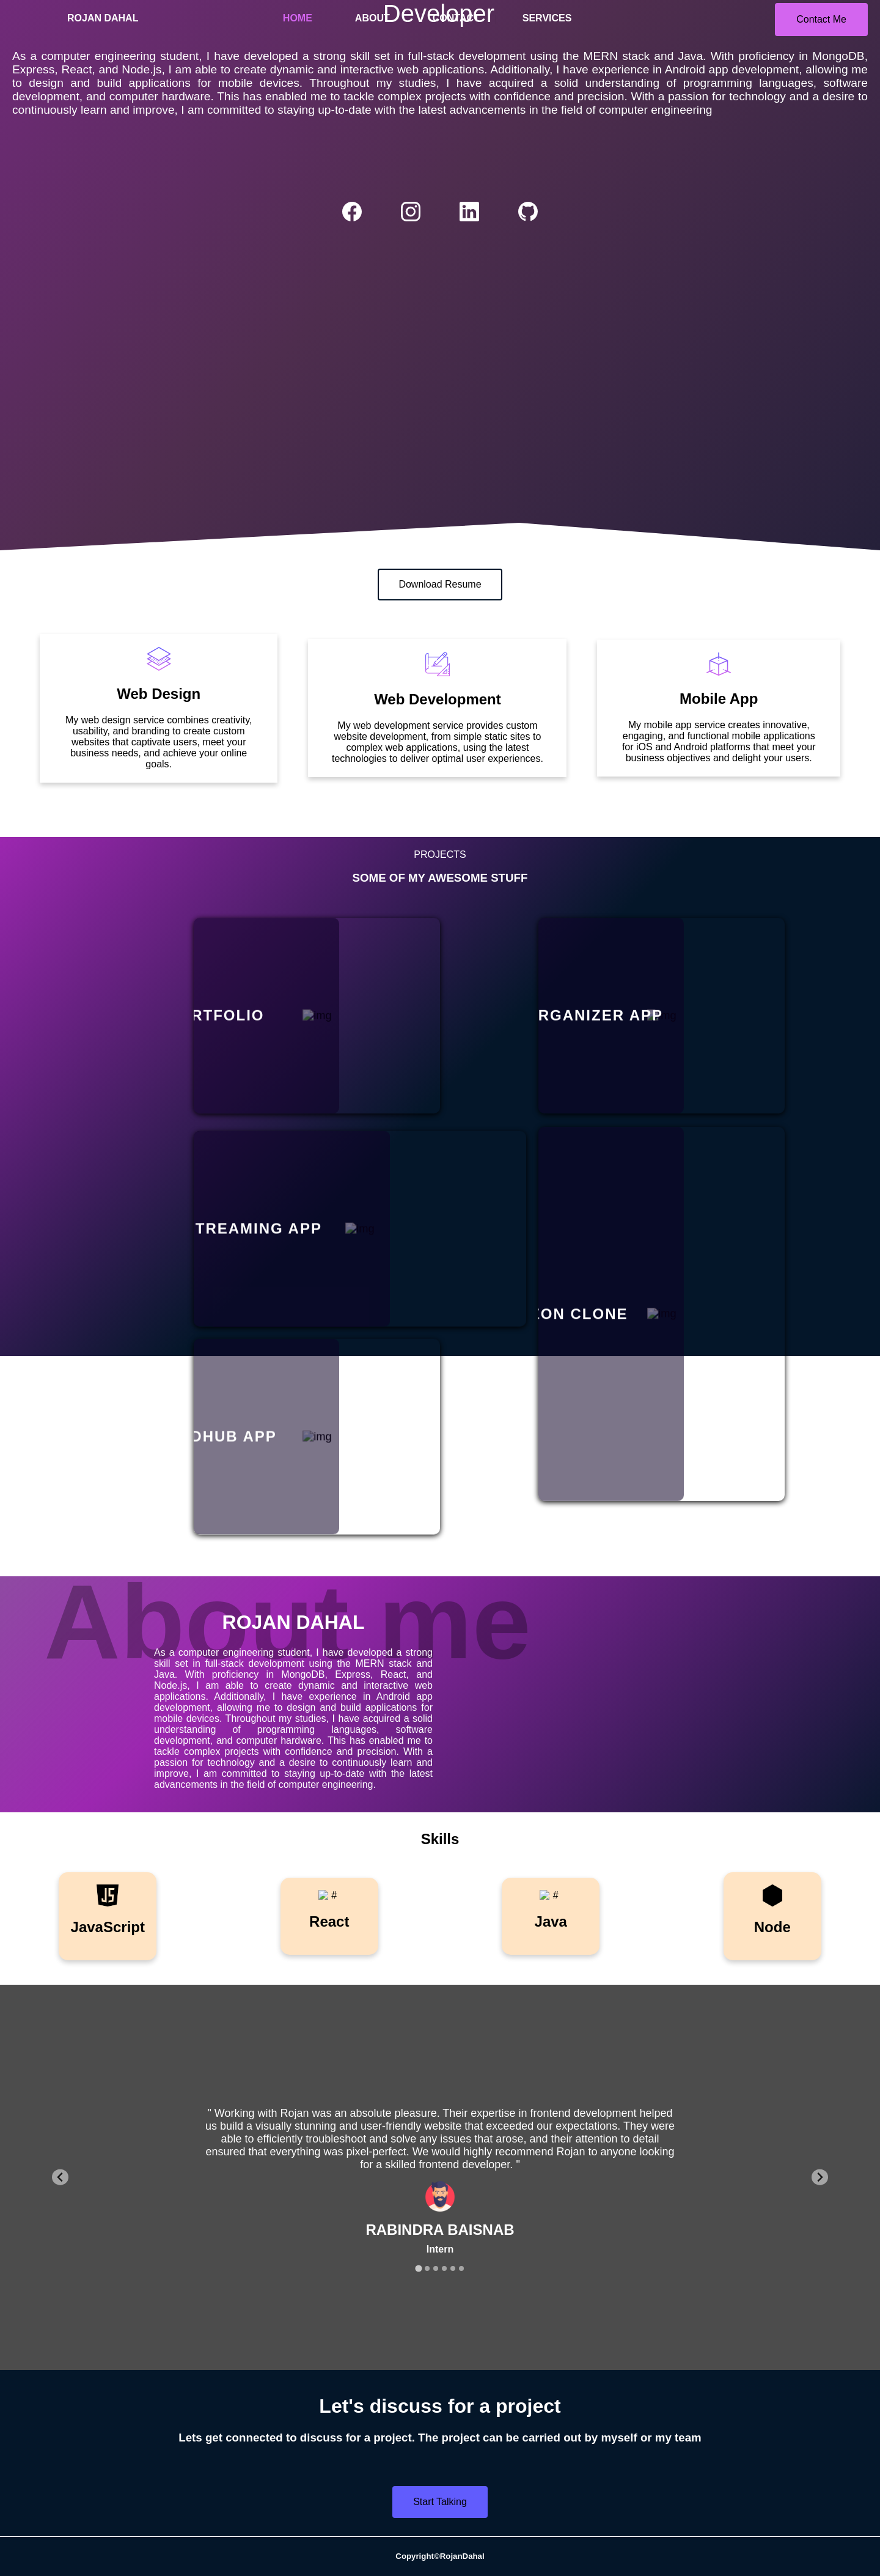 ROJAN DAHAL
HOME
ABOUT
CONTACT
SERVICES
Contact Me
Developer
As a computer engineering student, I have developed a strong skill set in full-stack development using the MERN stack and Java. With proficiency in MongoDB,
Express, React, and Node.js, I am able to create dynamic and interactive web applications. Additionally, I have experience in Android app development, allowing me
to design and build applications for mobile devices. Throughout my studies, I have acquired a solid understanding of programming languages, software
development, and computer hardware. This has enabled me to tackle complex projects with confidence and precision. With a passion for technology and a desire to
continuously learn and improve, I am committed to staying up-to-date with the latest advancements in the field of computer engineering
Download Resume
Web Design
My web design service combines creativity,
usability, and branding to create custom
websites that captivate users, meet your
business needs, and achieve your online
goals.
Web Development
My web development service provides custom
website development, from simple static sites to
complex web applications, using the latest
technologies to deliver optimal user experiences.
Mobile App
My mobile app service creates innovative,
engaging, and functional mobile applications
for iOS and Android platforms that meet your
business objectives and delight your users.
PROJECTS
SOME OF MY AWESOME STUFF
RTFOLIO
img
RGANIZER APP
TREAMING APP
img
ON CLONE
img
OHUB APP
img
About me
ROJAN DAHAL
As a computer engineering student, I have developed a strong
skill set in full-stack development using the MERN stack and
Java. With proficiency in MongoDB, Express, React, and
Node.js, I am able to create dynamic and interactive web
applications. Additionally, I have experience in Android app
development, allowing me to design and build applications for
mobile devices. Throughout my studies, I have acquired a solid
understanding of programming languages, software
development, and computer hardware. This has enabled me to
tackle complex projects with confidence and precision. With a
passion for technology and a desire to continuously learn and
improve, I am committed to staying up-to-date with the latest
advancements in the field of computer engineering.
Skills
JS
JavaScript
#
React
#
Java
Node
" Working with Rojan was an absolute pleasure. Their expertise in frontend development helped
us build a visually stunning and user-friendly website that exceeded our expectations. They were
able to efficiently troubleshoot and solve any issues that arose, and their attention to detail
ensured that everything was pixel-perfect. We would highly recommend Rojan to anyone looking
for a skilled frontend developer. "
RABINDRA BAISNAB
Intern
Let's discuss for a project
Lets get connected to discuss for a project. The project can be carried out by myself or my team
Start Talking
Copyright©RojanDahal